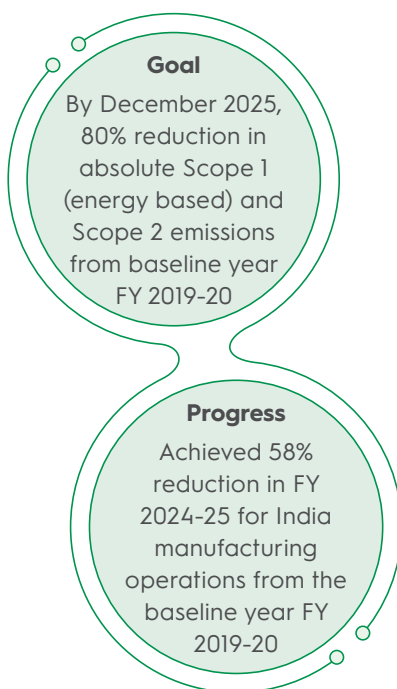 Goal
By December 2025,
80% reduction in
absolute Scope 1
(energy based) and
Scope 2 emissions
from baseline year
FY 2019-20
Progress
Achieved 58%
reduction in FY
2024-25 for India
manufacturing
operations from the
baseline year FY
2019-20